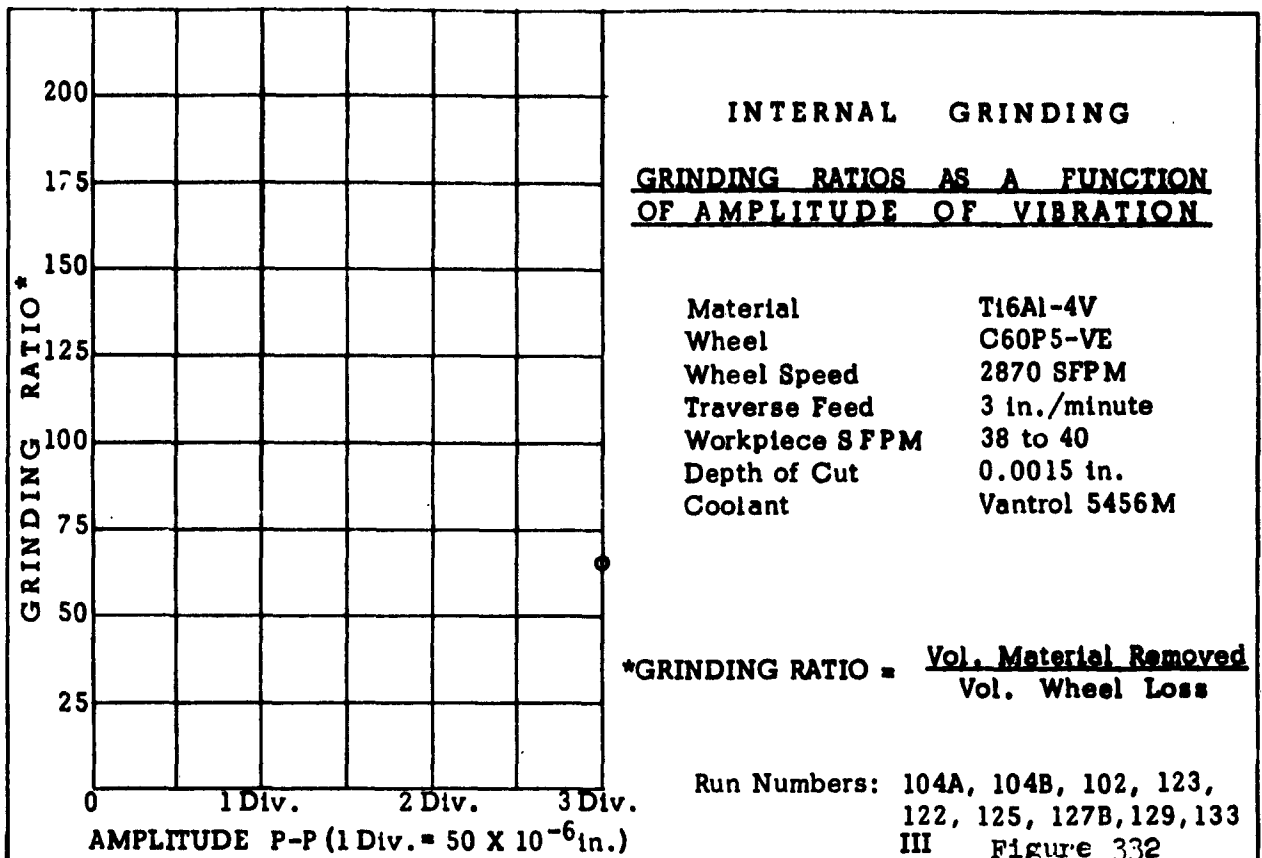 200
175
150
125
100
75
50
25
GRINDING RATIO*
0 1 Div. 2 Div. 3 Div.
AMPLITUDE P-P (1 Div. = 50 X 10⁻⁶in.)
INTERNAL GRINDING
GRINDING RATIOS AS A FUNCTION
OF AMPLITUDE OF VIBRATION
Material Ti6Al-4V
Wheel C60P5-VE
Wheel Speed 2870 SFPM
Traverse Feed 3 in./minute
Workpiece SFPM 38 to 40
Depth of Cut 0.0015 in.
Coolant Vantrol 5456M
*GRINDING RATIO = Vol. Material Removed
Vol. Wheel Loss
Run Numbers: 104A, 104B, 102, 123,
122, 125, 127B, 129, 133
III Figure 332